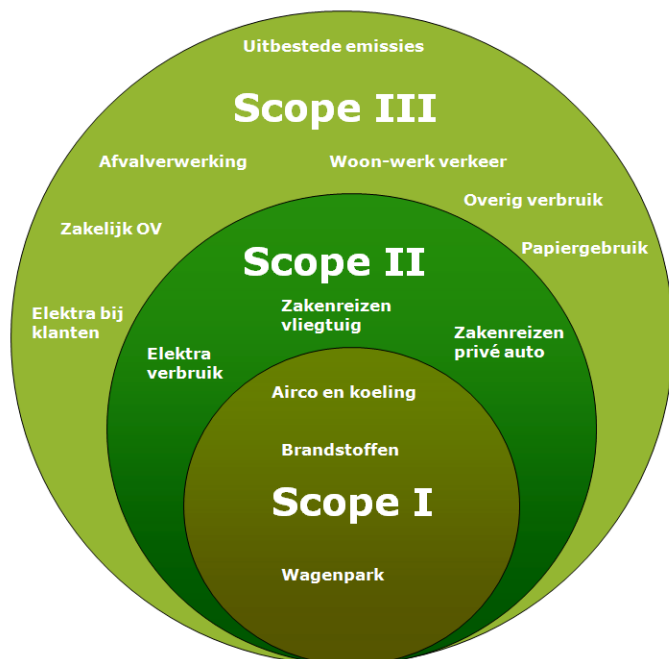 Uitbestede emissies
Scope III
Afvalverwerking
Woon-werk verkeer
Overig verbruik
Zakelijk OV
Papiergebruik
Scope II
Elektra bij
klanten
Zakenreizen
vliegtuig
Zakenreizen
privé auto
Elektra
verbruik
Airco en koeling
Brandstoffen
Scope I
Wagenpark